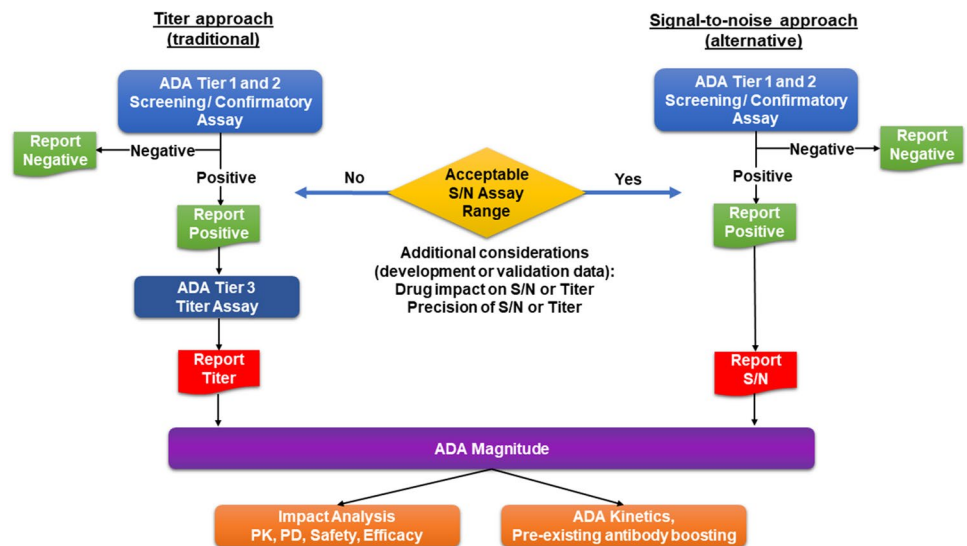 Titer approach
(traditional)
Signal-to-noise approach
(alternative)
ADA Tier 1 and 2
Screening/ Confirmatory
Assay
ADA Tier 1 and 2
Screening/ Confirmatory
Assay
Report
Negative
Negative
Positive
No
Acceptable
S/N Assay
Range
Yes
Negative
Report
Negative
Positive
Report
Positive
Report
Positive
Additional considerations
(development or validation data):
Drug impact on S/N or Titer
Precision of S/N or Titer
ADA Tier 3
Titer Assay
Report
Titer
Report
S/N
ADA Magnitude
Impact Analysis
PK, PD, Safety, Efficacy
ADA Kinetics,
Pre-existing antibody boosting